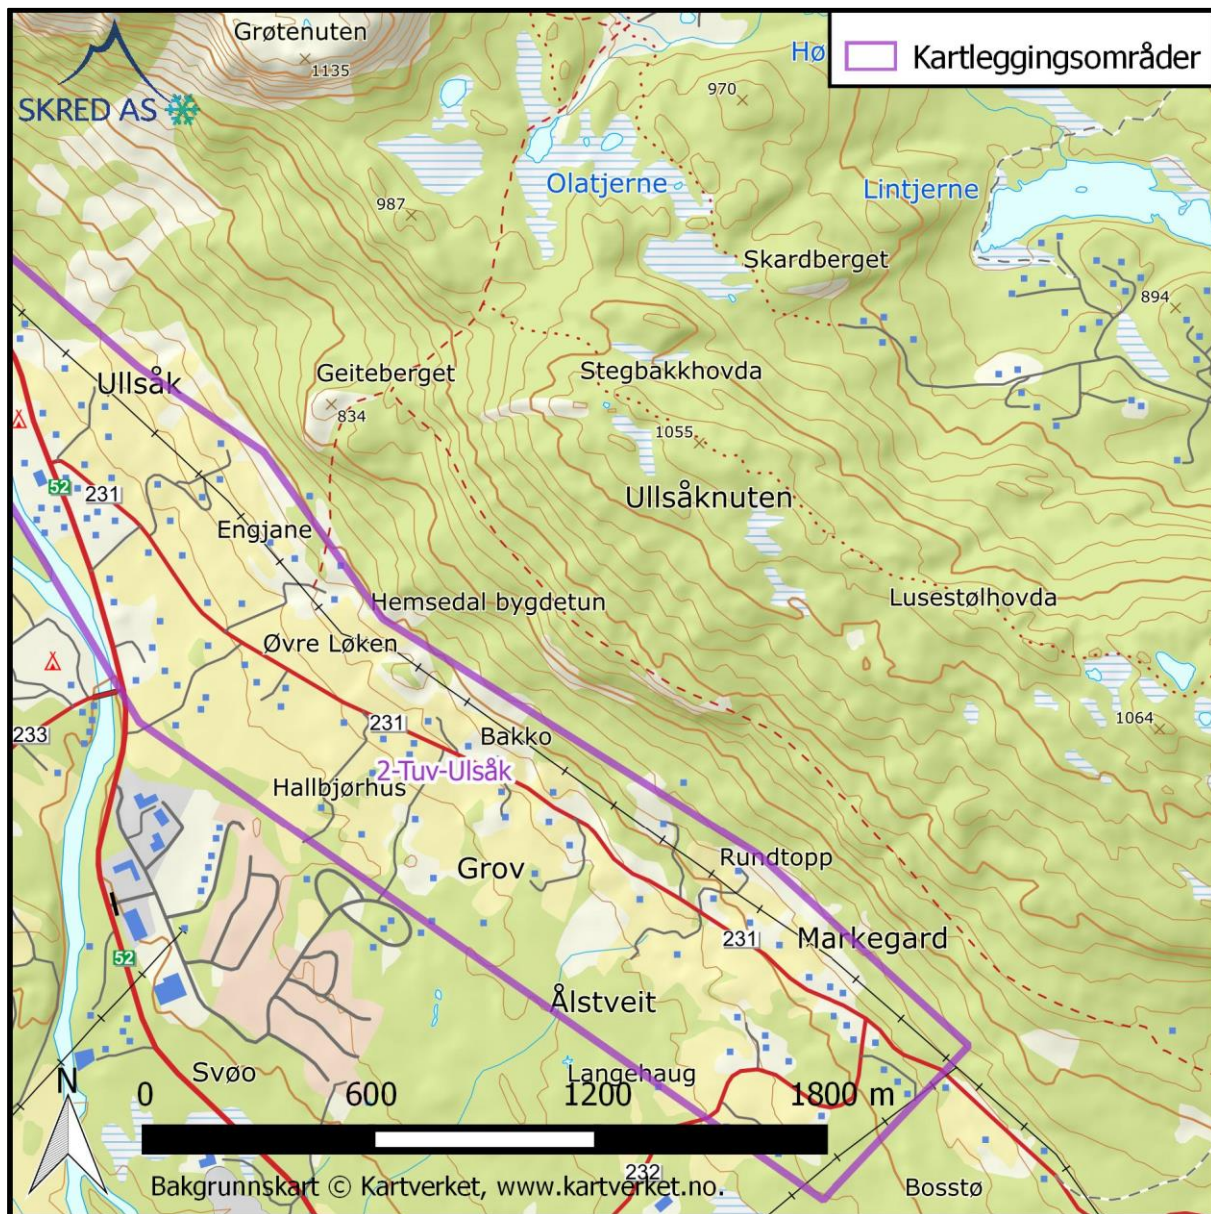 Grøtenuten
1135
SKRED AS
970
Hø
Kartleggingsområder
987
Olatjerne
Lintjerne
Skardberget
894
Geiteberget
834
Stegbakkhovda
1055
Ullsåk
52
231
Ullsåknuten
Engjane
Hemsedal bygdetun
Lusestølhovda
Øvre Løken
233
231
1064
Bakko
2-Tuv-Ulsåk
Hallbjørhus
Grov
Rundtopp
231
Markegard
52
Ålstveit
Svøo
Langehaug
N
0 600 1200 1800 m
232
Bakgrunnskart © Kartverket, www.kartverket.no.
Bosstø